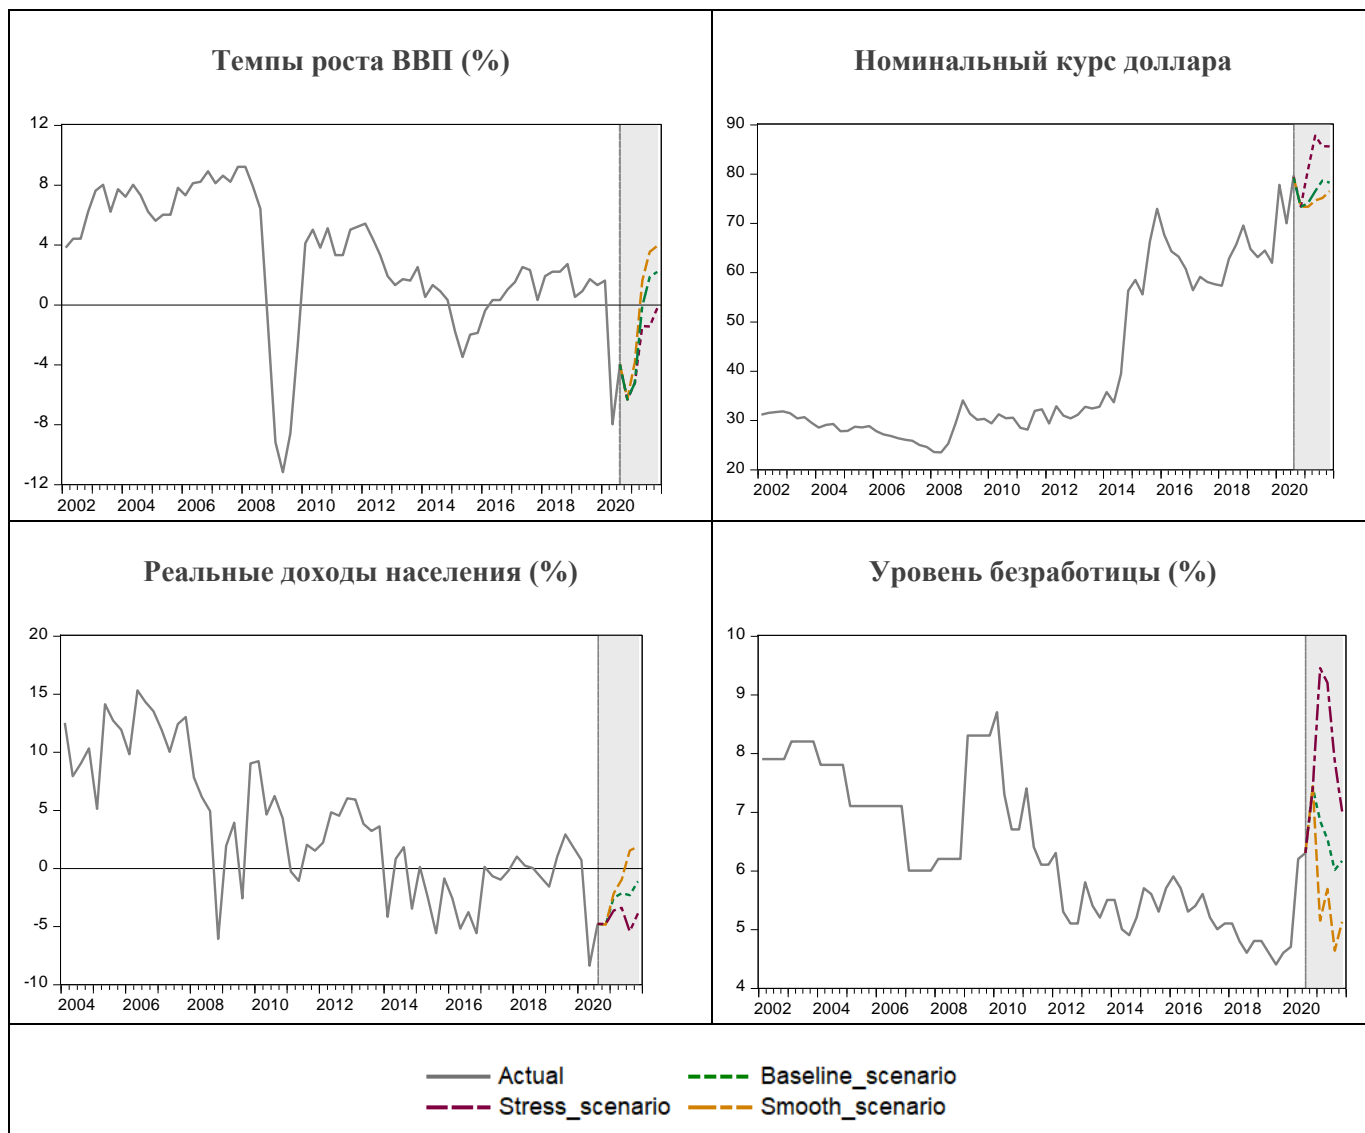 Темпы роста ВВП (%)
12
8
4
0
-4
-8
-12
2002 2004 2006 2008 2010 2012 2014 2016 2018 2020
Номинальный курс доллара
90
80
70
60
50
40
30
20
2002 2004 2006 2008 2010 2012 2014 2016 2018 2020
Реальные доходы населения (%)
20
15
10
5
0
-5
-10
2004 2006 2008 2010 2012 2014 2016 2018 2020
Уровень безработицы (%)
10
9
8
7
6
5
4
2002 2004 2006 2008 2010 2012 2014 2016 2018 2020
Actual Baseline_scenario
Stress_scenario Smooth_scenario